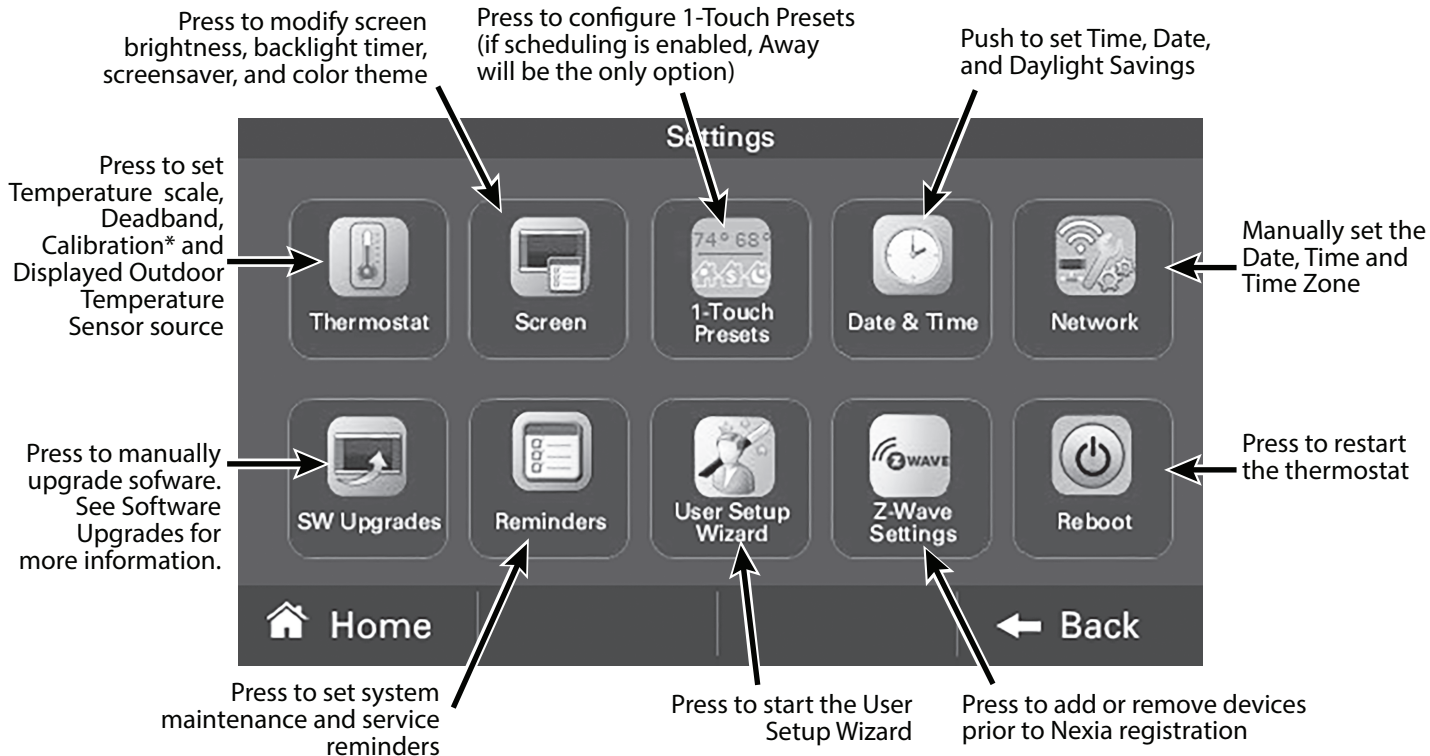 Press to modify screen
brightness, backlight timer,
screensaver, and color theme
Press to configure 1-Touch Presets
(if scheduling is enabled, Away
will be the only option)
Push to set Time, Date,
and Daylight Savings
Settings
Press to set
Temperature scale,
Deadband,
Calibration* and
Displayed Outdoor
Temperature
Sensor source
Thermostat
Screen
74° 68°
1-Touch
Presets
Date & Time
Network
Manually set the
Date, Time and
Time Zone
Press to manually
upgrade sofware.
See Software
Upgrades for
more information.
SW Upgrades
Reminders
User Setup
Wizard
Z WAVE
Z-Wave
Settings
Reboot
Press to restart
the thermostat
Home
Back
Press to set system
maintenance and service
reminders
Press to start the User
Setup Wizard
Press to add or remove devices
prior to Nexia registration